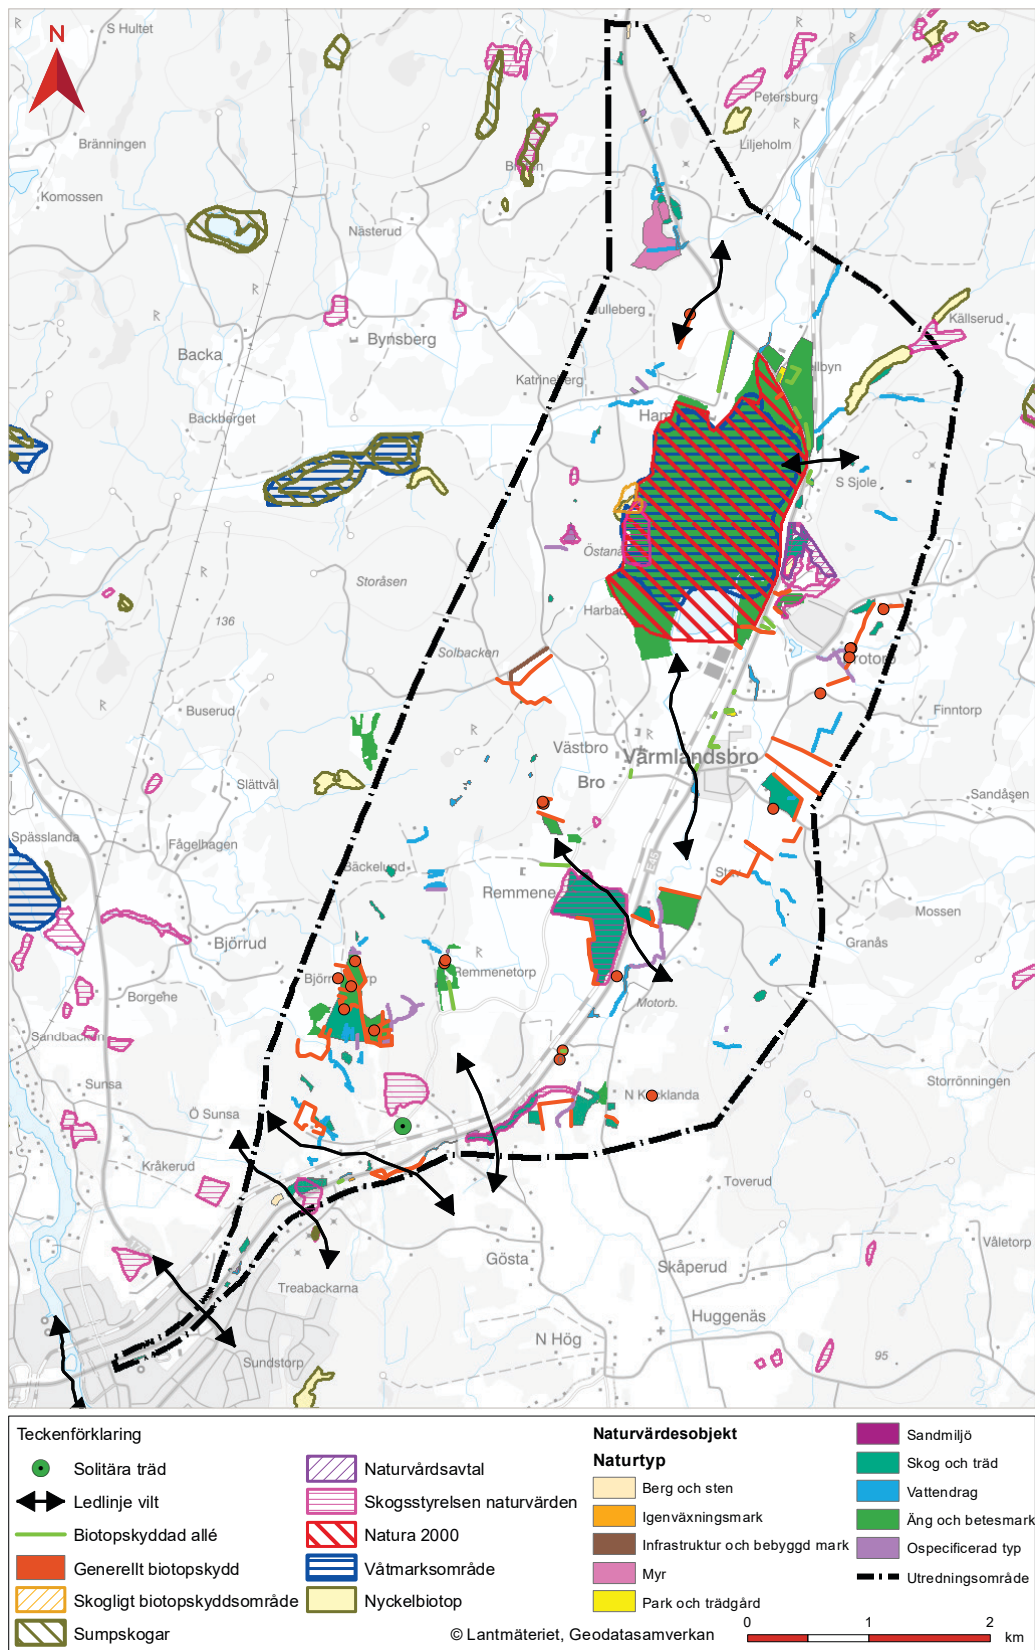 N
S Hultet
Petersburg
Bränningen
Liljeholm
Komossen
Nästerud
Källserud
Backa
Bynsberg
Katrineberg
Backberget
S Sjole
Storåsen
136
Solbacken
Buserud
Finntorp
Västbro
Värmlandsbro
Bro
Slättvål
Sandåsen
Spässlanda
Fågelhagen
Bäckelund
Remmene
Mossen
Björrud
Granås
Remmenetorp
Borgene
Motorb.
Sunsa
Storrönningen
Ö Sunsa
Kråkerud
Toverud
Gösta
Våletorp
Skåperud
Treabackarna
Huggenäs
N Hög
95
Sundstorp
E45
Teckenförklaring
Solitära träd
Ledlinje vilt
Biotopskyddad allé
Generellt biotopskydd
Skogligt biotopskyddsområde
Sumpskogar
Naturvårdsavtal
Skogsstyrelsen naturvärden
Natura 2000
Våtmarksområde
Nyckelbiotop
© Lantmäteriet, Geodatasamverkan
Naturvärdesobjekt
Naturtyp
Berg och sten
Igenväxningsmark
Infrastruktur och bebyggd mark
Myr
Park och trädgård
Sandmiljö
Skog och träd
Vattendrag
Äng och betesmark
Ospecificerad typ
Utredningsområde
0 1 2
km